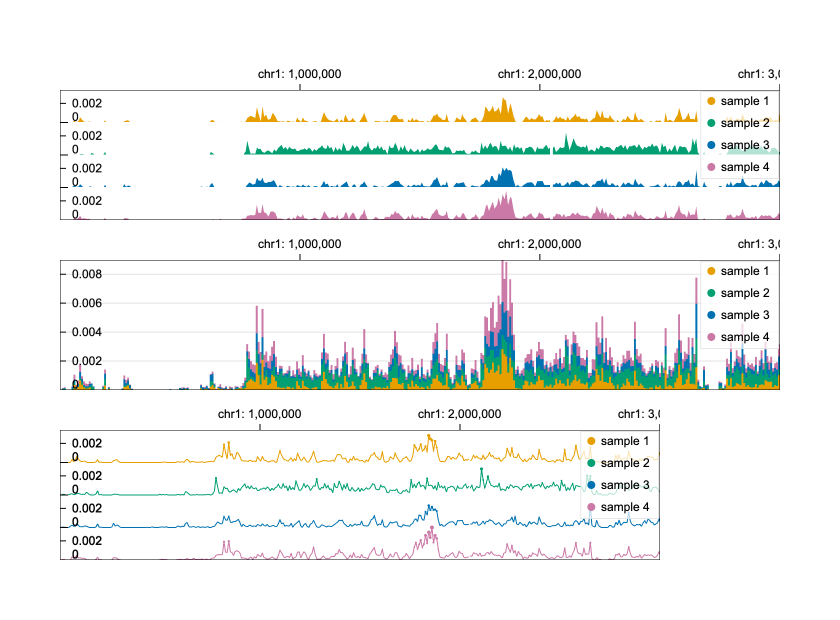 chr1: 1,000,000 chr1: 2,000,000 chr1: 3,0
0.002 sample 1
0
0.002 sample 2
0 sample 3
0.002
0 sample 4
0.002
0
chr1: 1,000,000 chr1: 2,000,000 chr1: 3,0
0.008 sample 1
0.006 sample 2
sample 3
0.004 sample 4
0.002
0
chr1: 1,000,000 chr1: 2,000,000 chr1: 3,0
0.002 sample 1
0
0.002 sample 2
0 sample 3
0.002 sample 4
0
0.002
0